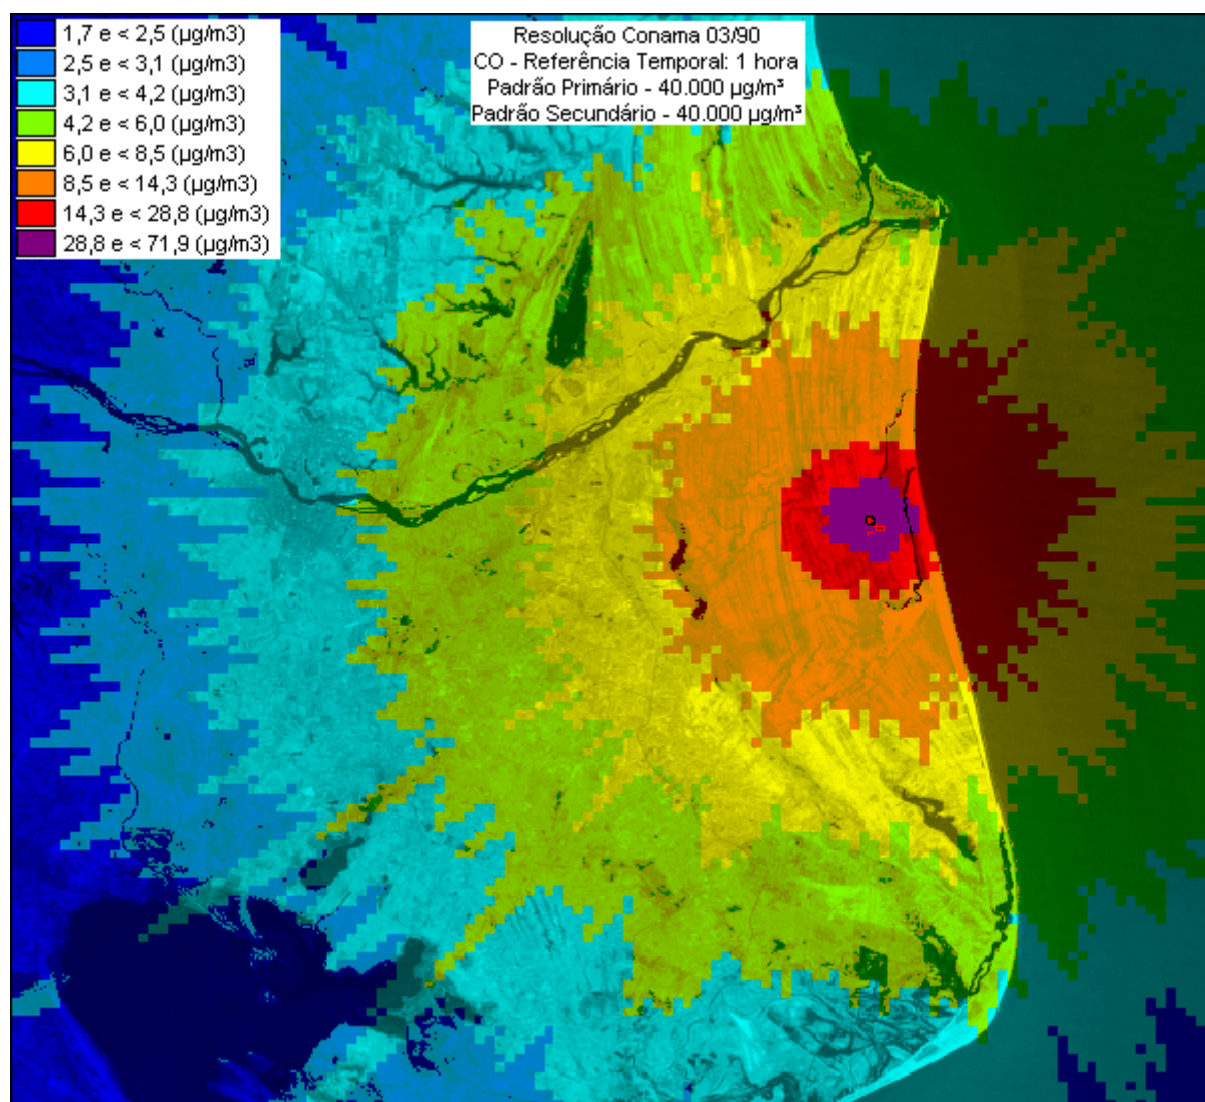 1,7 e < 2,5 (µg/m3)
2,5 e < 3,1 (µg/m3)
3,1 e < 4,2 (µg/m3)
4,2 e < 6,0 (µg/m3)
6,0 e < 8,5 (µg/m3)
8,5 e < 14,3 (µg/m3)
14,3 e < 28,8 (µg/m3)
28,8 e < 71,9 (µg/m3)
Resolução Conama 03/90
CO - Referência Temporal: 1 hora
Padrão Primário - 40.000 µg/m³
Padrão Secundário - 40.000 µg/m³